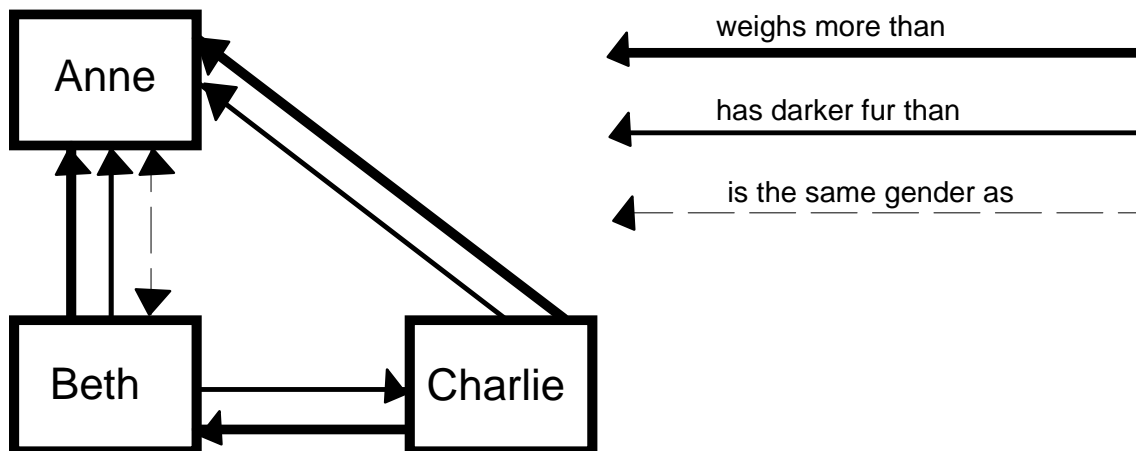 weighs more than
Anne
has darker fur than
is the same gender as
Beth
Charlie